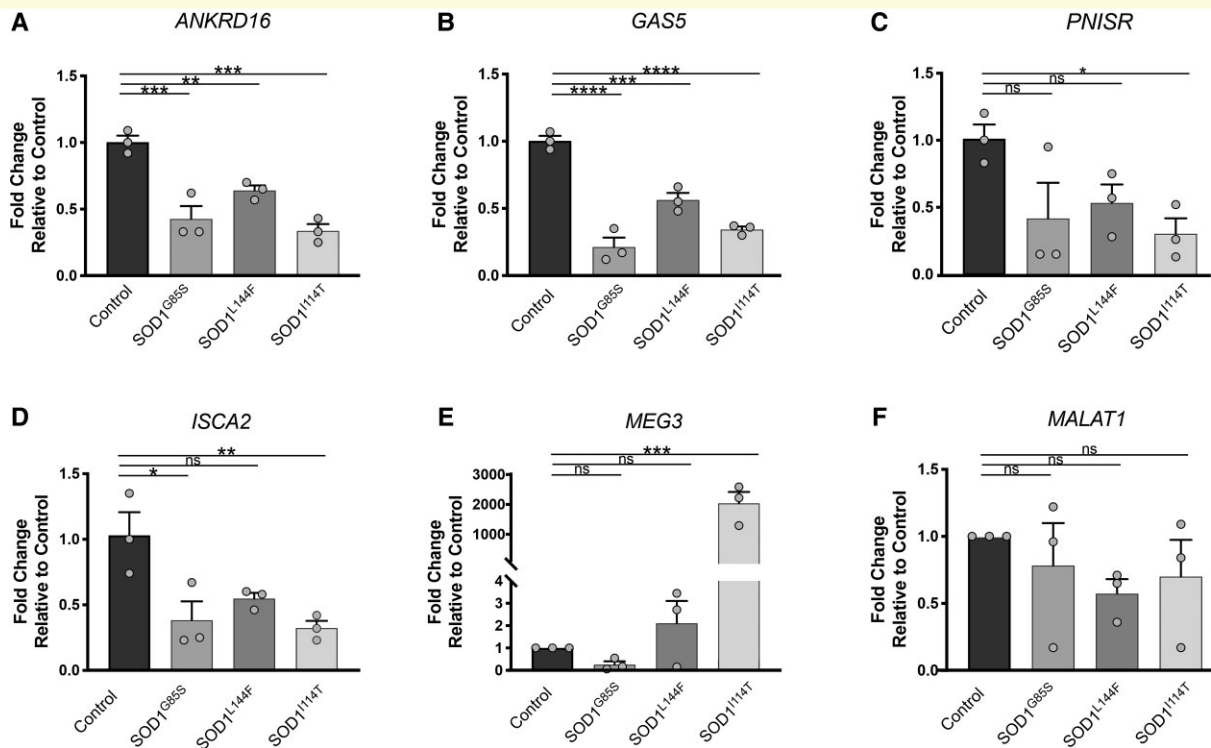 A
ANKRD16
Fold Change
Relative to Control
1.5
1.0
0.5
0.0
***
**
***
Control
SOD1G85S
SOD1L144F
SOD1I114T
B
GAS5
Fold Change
Relative to Control
1.5
1.0
0.5
0.0
****
***
****
Control
SOD1G85S
SOD1L144F
SOD1I114T
C
PNISR
Fold Change
Relative to Control
1.5
1.0
0.5
0.0
*
ns
ns
Control
SOD1G85S
SOD1L144F
SOD1I114T
D
ISCA2
Fold Change
Relative to Control
1.5
1.0
0.5
0.0
**
ns
*
Control
SOD1G85S
SOD1L144F
SOD1I114T
E
MEG3
Fold Change
Relative to Control
3000
2000
1000
4
3
2
1
0
***
ns
ns
Control
SOD1G85S
SOD1L144F
SOD1I114T
F
MALAT1
Fold Change
Relative to Control
1.5
1.0
0.5
0.0
ns
ns
ns
Control
SOD1G85S
SOD1L144F
SOD1I114T